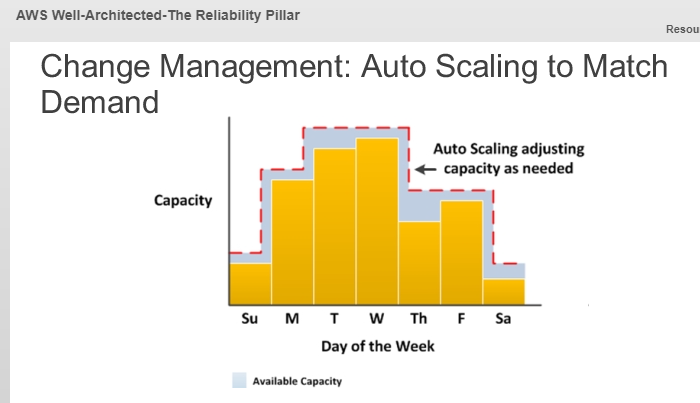 AWS Well-Architected-The Reliability Pillar
Resou
Change Management: Auto Scaling to Match
Demand
Auto Scaling adjusting
capacity as needed
Capacity
Su M T W Th F Sa
Day of the Week
Available Capacity